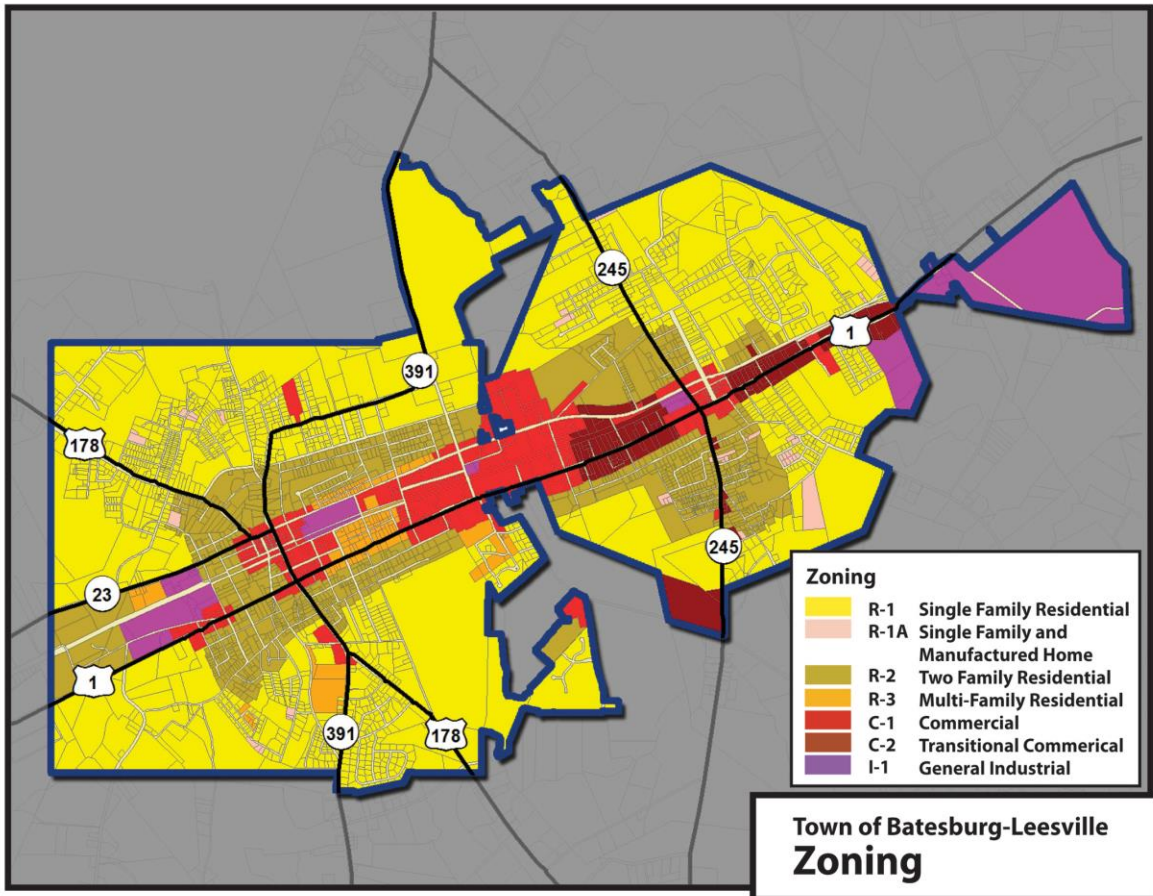 245
1
391
178
245
23
1
391
178
Zoning
R-1 Single Family Residential
R-1A Single Family and
Manufactured Home
R-2 Two Family Residential
R-3 Multi-Family Residential
C-1 Commercial
C-2 Transitional Commerical
I-1 General Industrial
Town of Batesburg-Leesville
Zoning